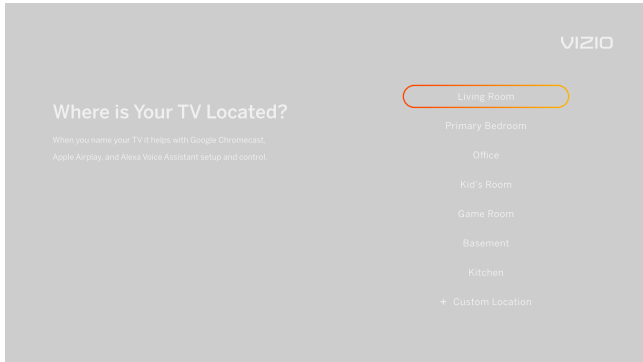 VIZIO
Where is Your TV Located?
When you name your TV it helps with Google Chromecast,
Apple Airplay, and Alexa Voice Assistant setup and control.
Living Room
Primary Bedroom
Office
Kid's Room
Game Room
Basement
Kitchen
+ Custom Location